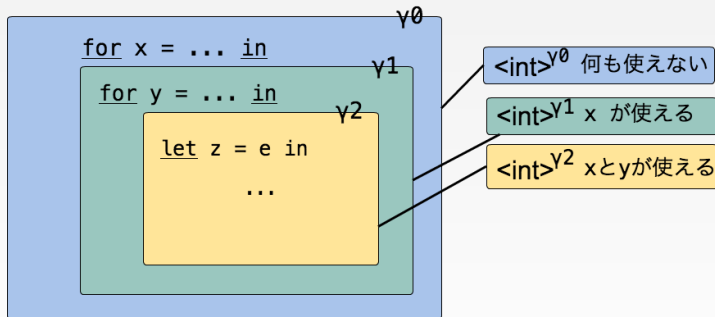 γ0
for x = ... in
γ1
for y = ... in
γ2
let z = e in
...
<int>^γ0 何も使えない
<int>^γ1 x が使える
<int>^γ2 xとyが使える